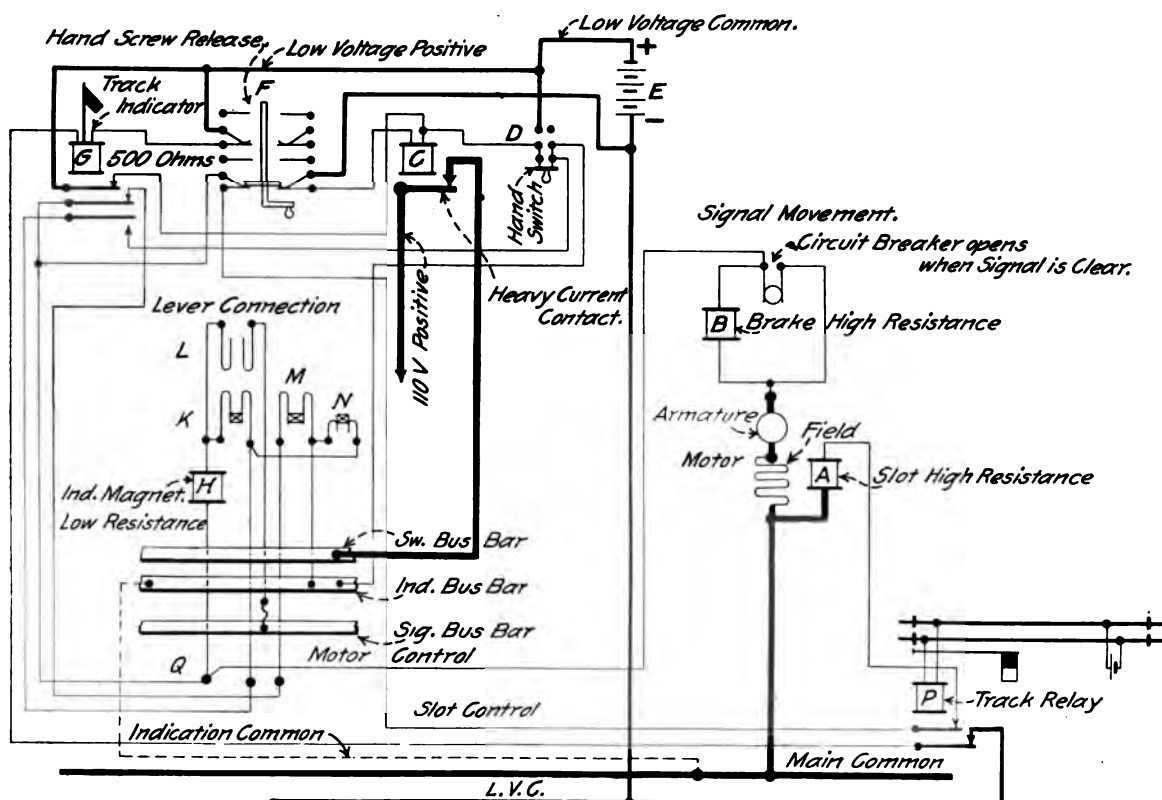 Low Voltage Common.
Hand Screw Release,
Low Voltage Positive
+
F
E
Track
Indicator
D
−
G
500 Ohms
C
Hand
Switch
Signal Movement.
Circuit Breaker opens
when Signal is Clear.
Heavy Current
Contact.
110 V Positive
Lever Connection
B
Brake High Resistance
L
M
N
K
Armature
Field
Motor
A
Slot High Resistance
H
Ind. Magnet.
Low Resistance
Sw. Bus Bar
Ind. Bus Bar
Sig. Bus Bar
Motor Control
Q
P
Track Relay
Slot Control
Indication Common
Main Common
L.V.C.